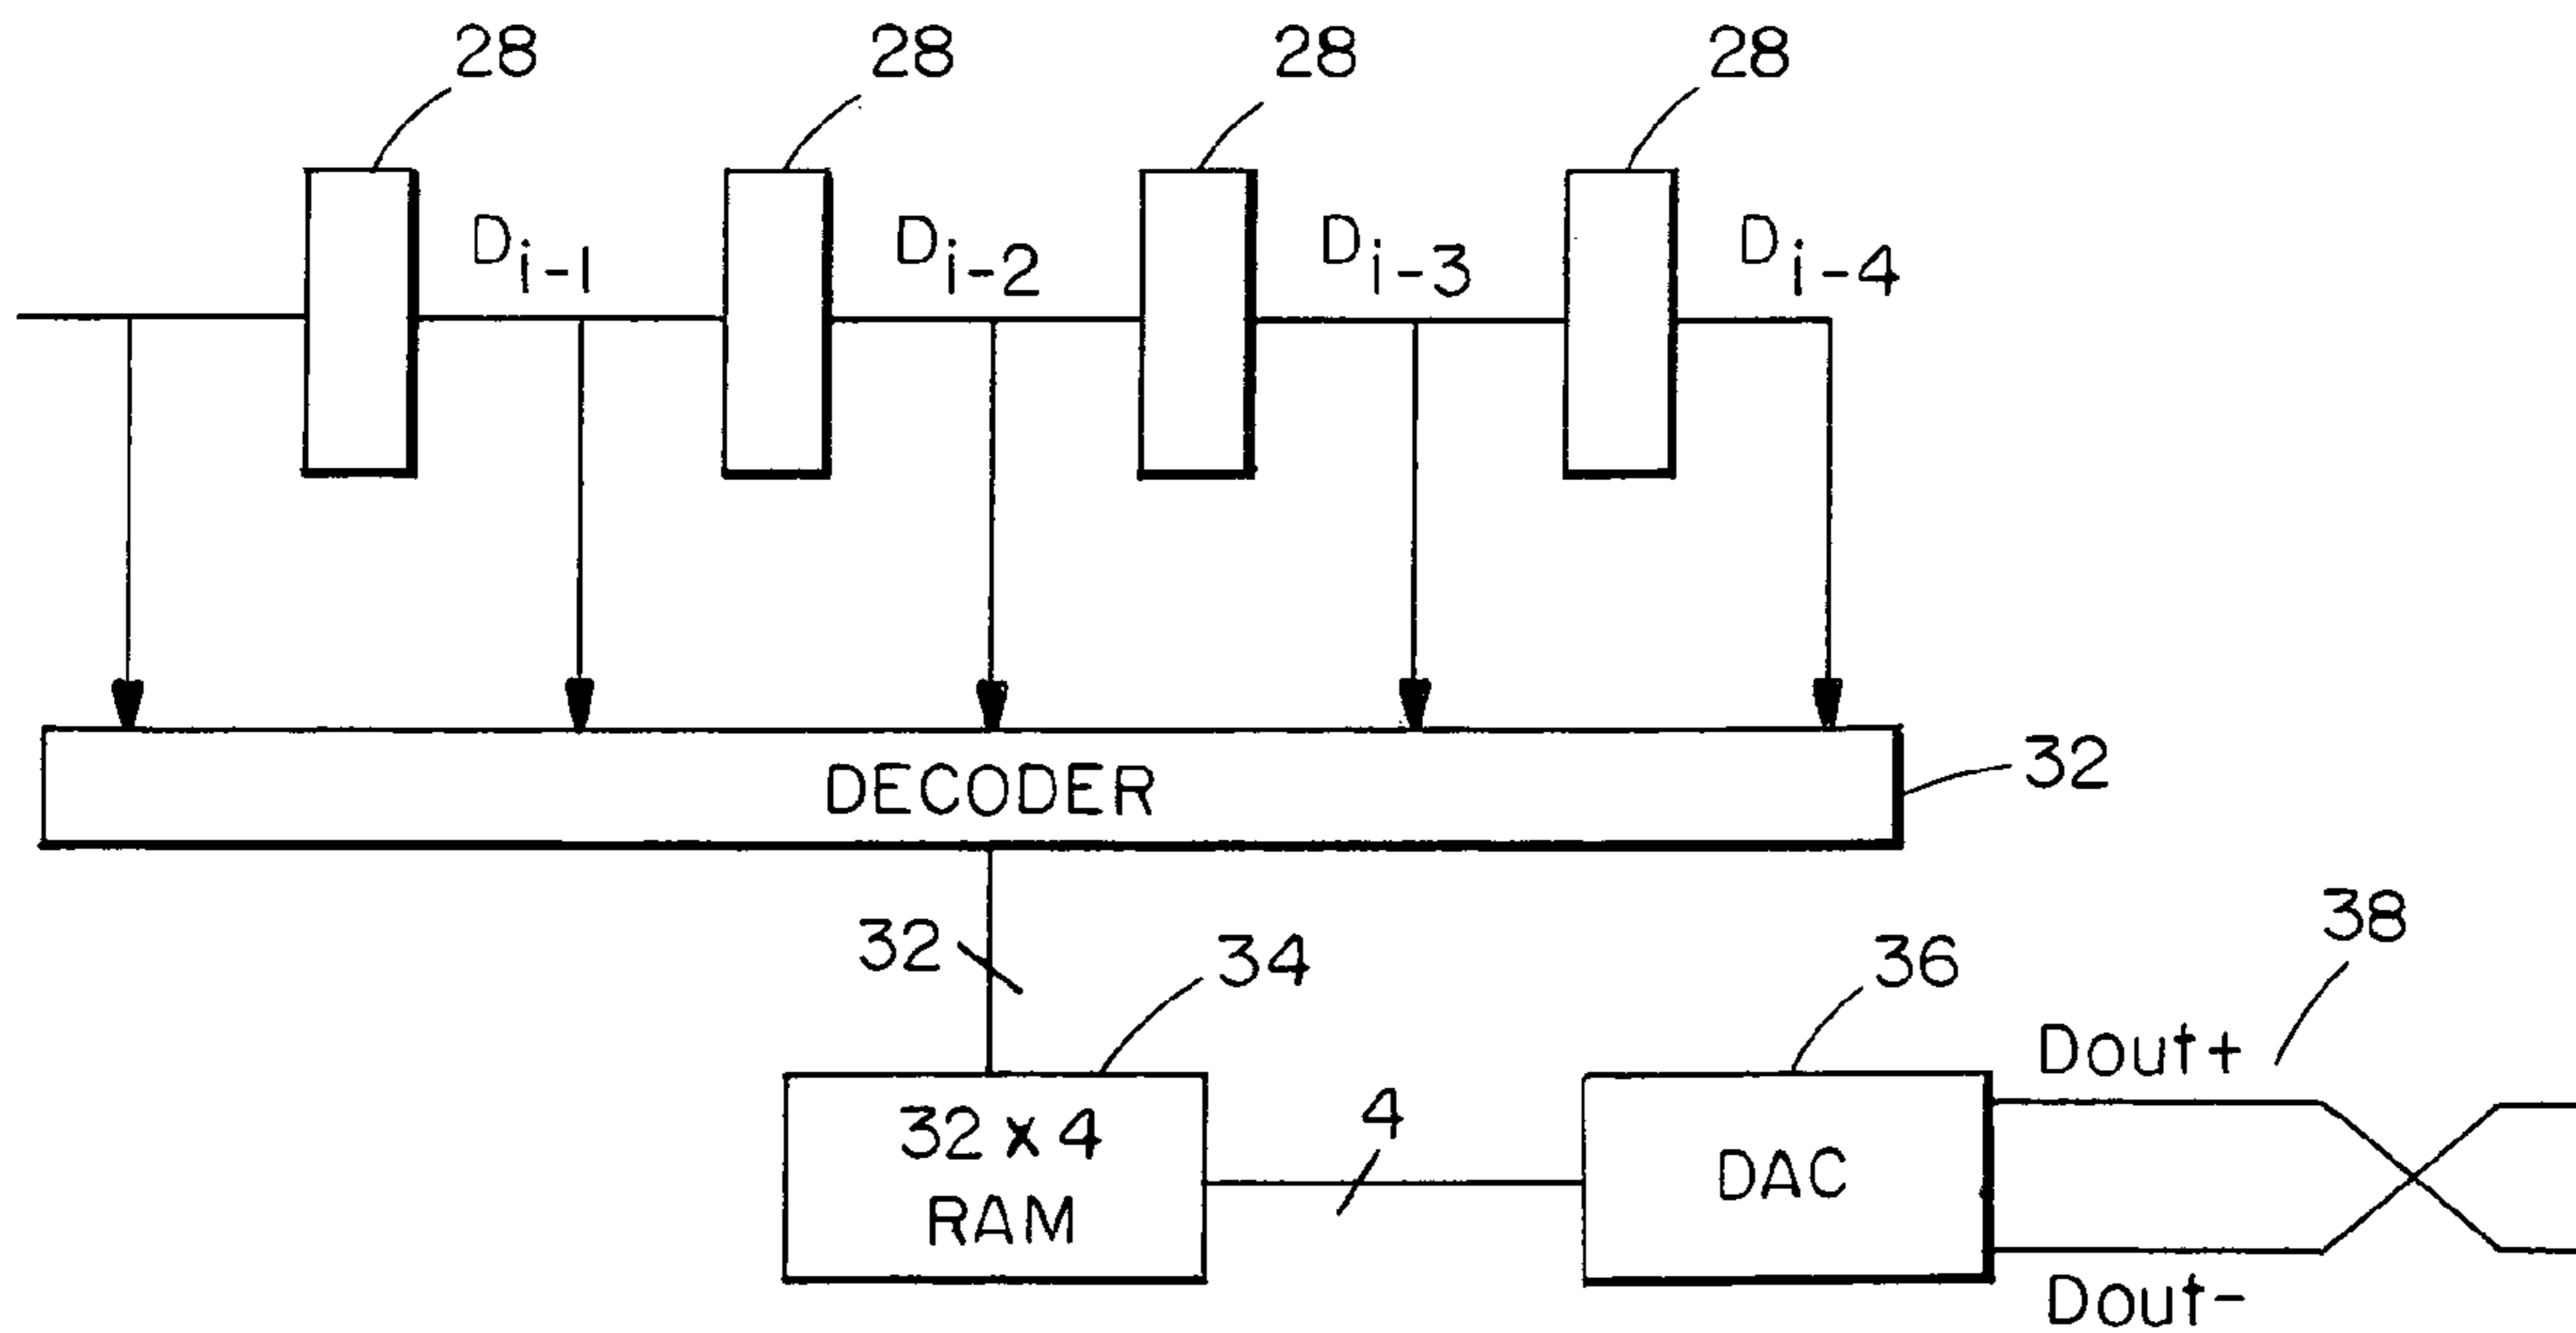 28 28 28 28
Di-1 Di-2 Di-3 Di-4
DECODER 32
32 34 36 38
4 Dout+
32 x 4
RAM
DAC
Dout-